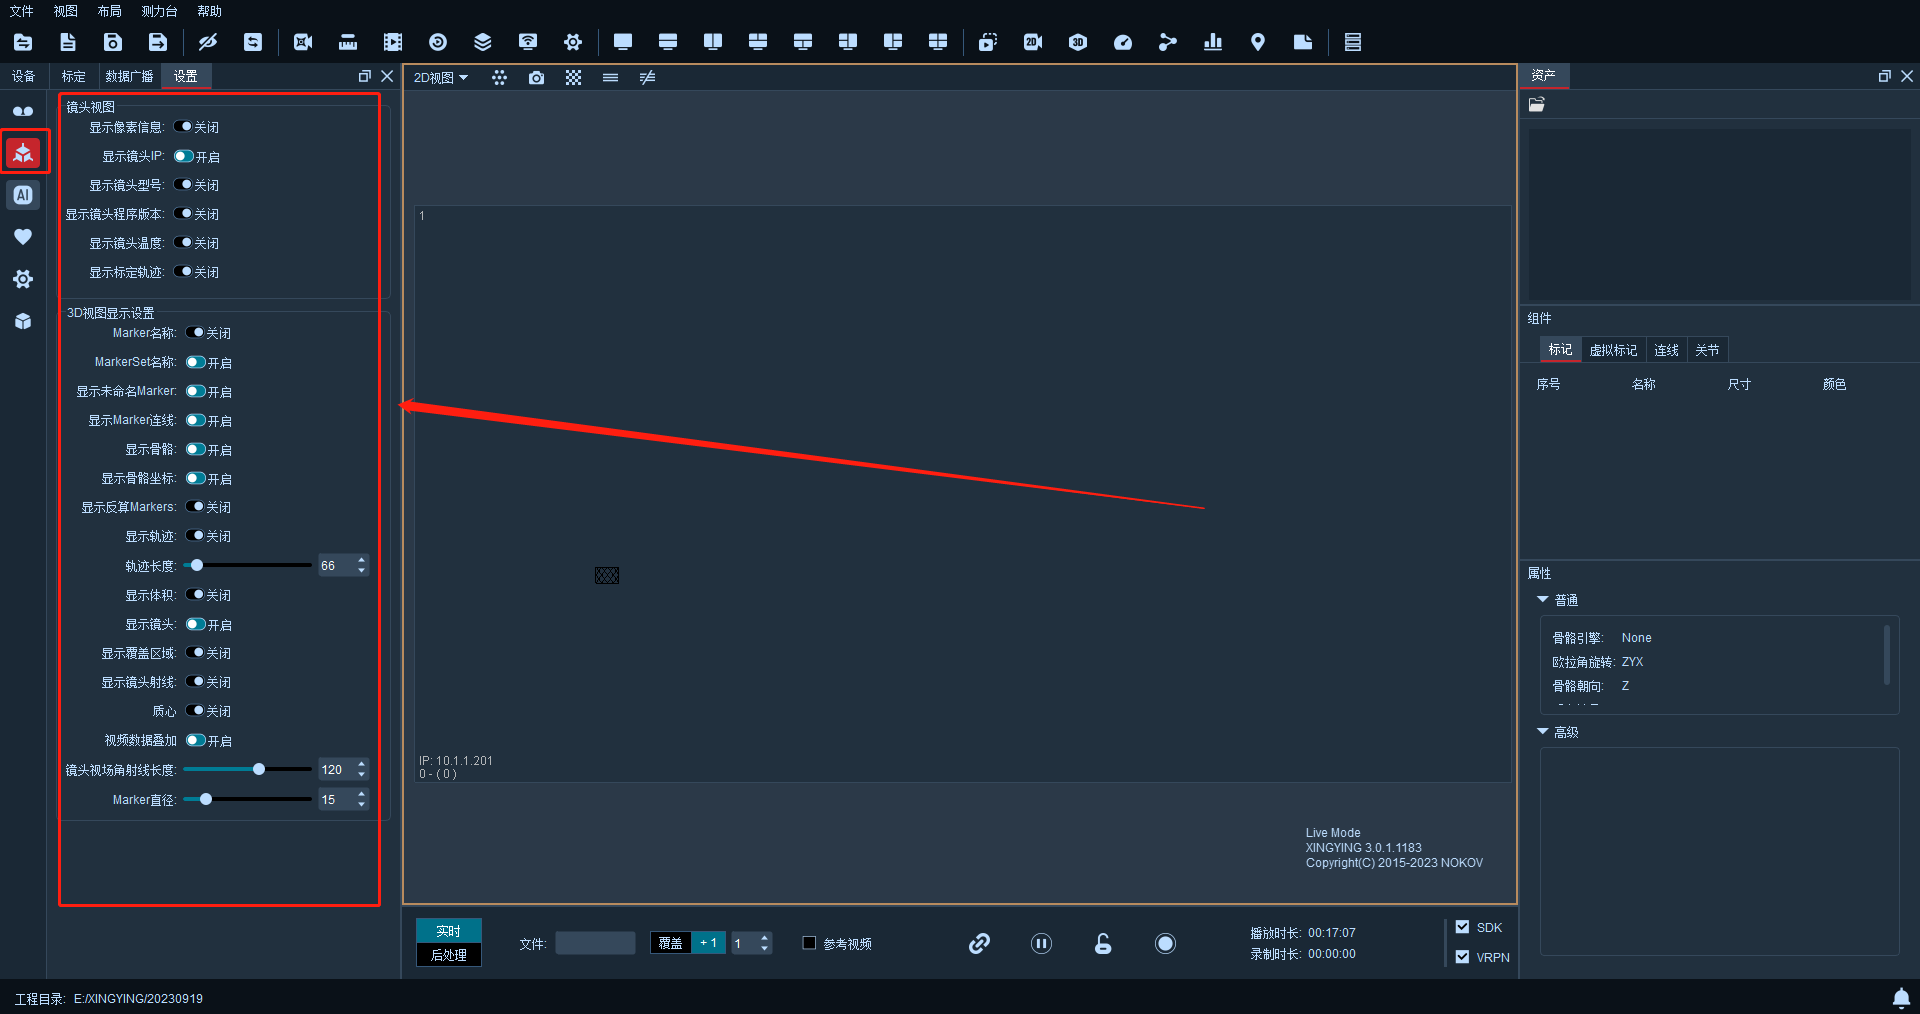 文件 视图 布局 测力台 帮助
设备 标定 数据广播 设置
镜头视图
显示像素信息: 关闭
显示镜头IP: 开启
显示镜头型号: 关闭
显示镜头程序版本: 关闭
显示镜头温度: 关闭
显示标定轨迹: 关闭
3D视图显示设置
Marker名称: 关闭
MarkerSet名称: 开启
显示未命名Marker: 开启
显示Marker连线: 开启
显示骨骼: 开启
显示骨骼坐标: 开启
显示反算Markers: 关闭
显示轨迹: 关闭
轨迹长度: 66
显示体积: 关闭
显示镜头: 开启
显示覆盖区域: 关闭
显示镜头射线: 关闭
质心 关闭
视频数据叠加 开启
镜头视场角射线长度: 120
Marker直径: 15
AI
2D视图
2D
3D
1
IP: 10.1.1.201
0 - ( 0 )
Live Mode
XINGYING 3.0.1.1183
Copyright(C) 2015-2023 NOKOV
资产
组件
标记 虚拟标记 连线 关节
序号 名称 尺寸 颜色
属性
普通
骨骼引擎: None
欧拉角旋转: ZYX
骨骼朝向: Z
高级
实时
后处理
文件: 覆盖 + 1 1 参考视频
播放时长: 00:17:07
录制时长: 00:00:00
SDK
VRPN
工程目录: E:/XINGYING/20230919